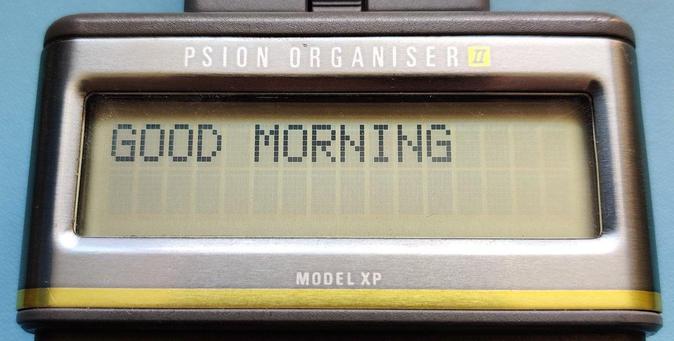 PSION ORGANISER II
GOOD MORNING
MODEL XP